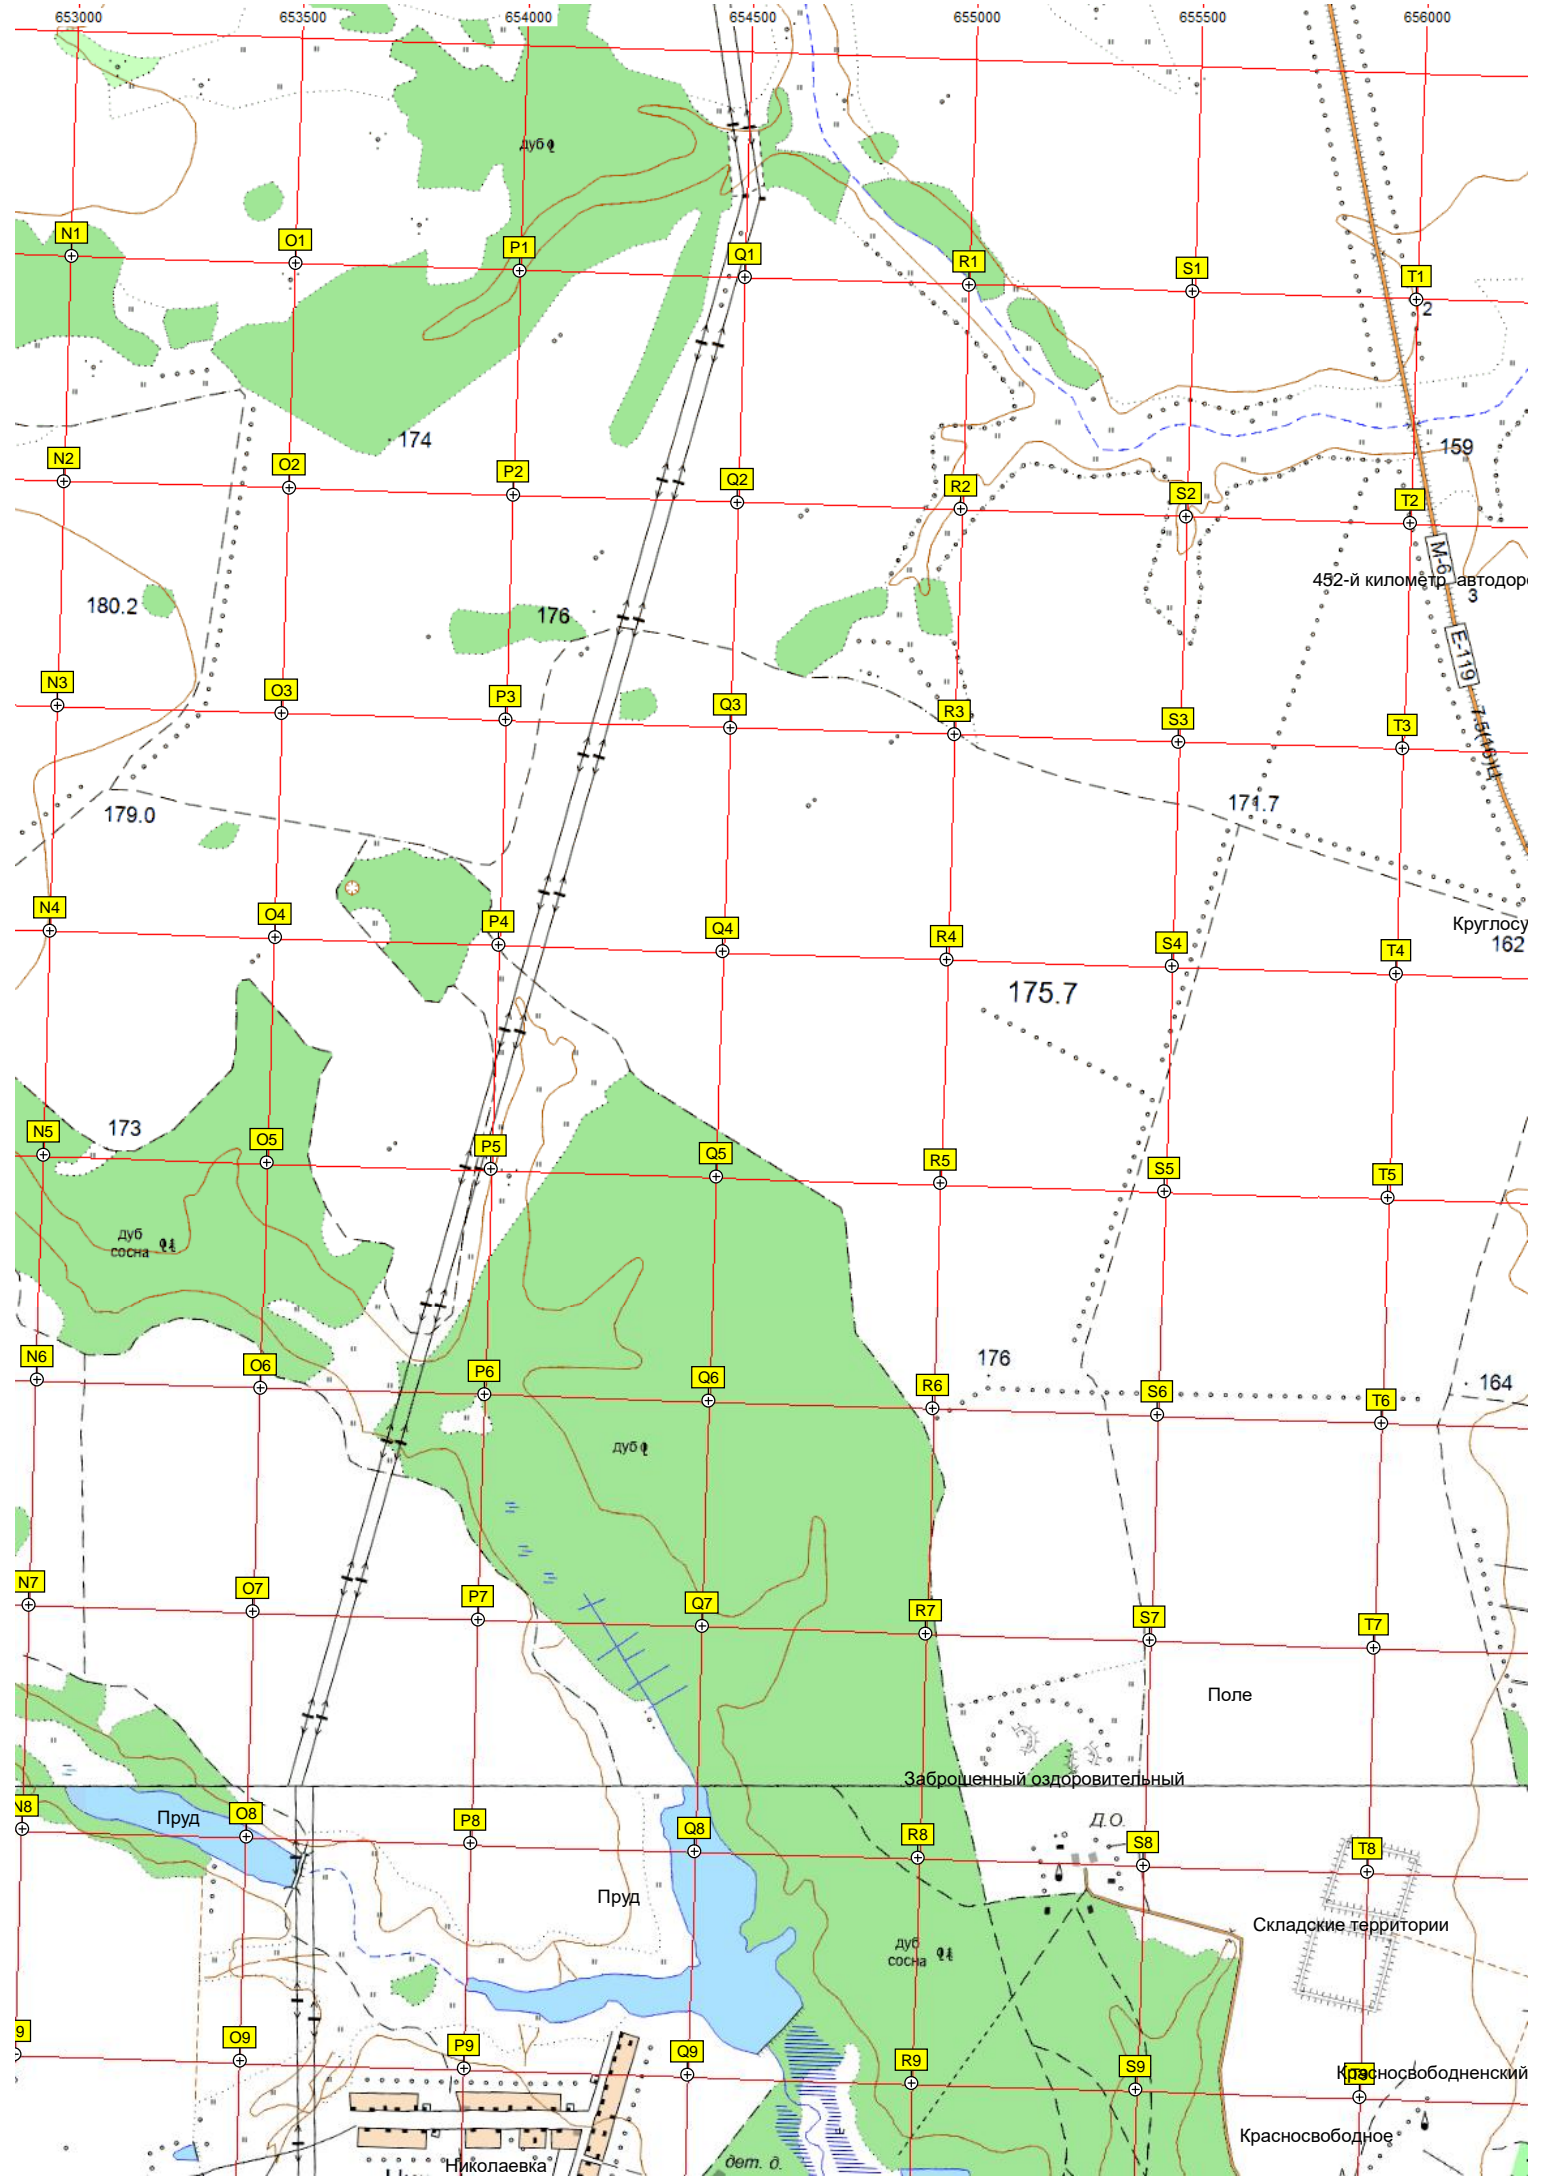 653000 653500 654000 654500 655000 655500 656000
дуб
N1 O1 P1 Q1 R1 S1 T1
2
174
159
N2 O2 P2 Q2 R2 S2 T2
М-6
452-й километр автодоро
3
180.2
176
Е-119
N3 O3 P3 Q3 R3 S3 T3
179.0
171.7
N4 O4 P4 Q4 R4 S4 T4
Круглосу
162
175.7
173
N5 O5 P5 Q5 R5 S5 T5
дуб
сосна
176
164
N6 O6 P6 Q6 R6 S6 T6
дуб
N7 O7 P7 Q7 R7 S7 T7
Поле
Заброшенный оздоровительный
N8 O8 P8 Q8 R8 S8 T8
Пруд
Д.О.
Пруд
Складские территории
дуб
сосна
9 O9 P9 Q9 R9 S9
Красносвободненский
Красносвободное
Николаевка
дет. д.